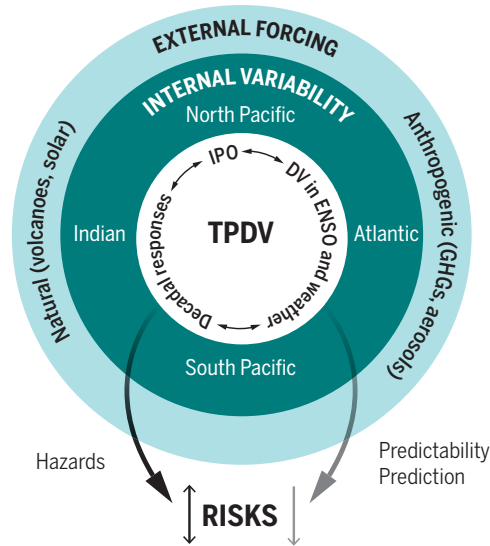 EXTERNAL FORCING
INTERNAL VARIABILITY
North Pacific
Natural (volcanoes, solar)
Anthropogenic (GHGs, aerosols)
IPO
DV in ENSO and weather
Decadal responses
Indian
TPDV
Atlantic
South Pacific
Hazards
Predictability
Prediction
RISKS